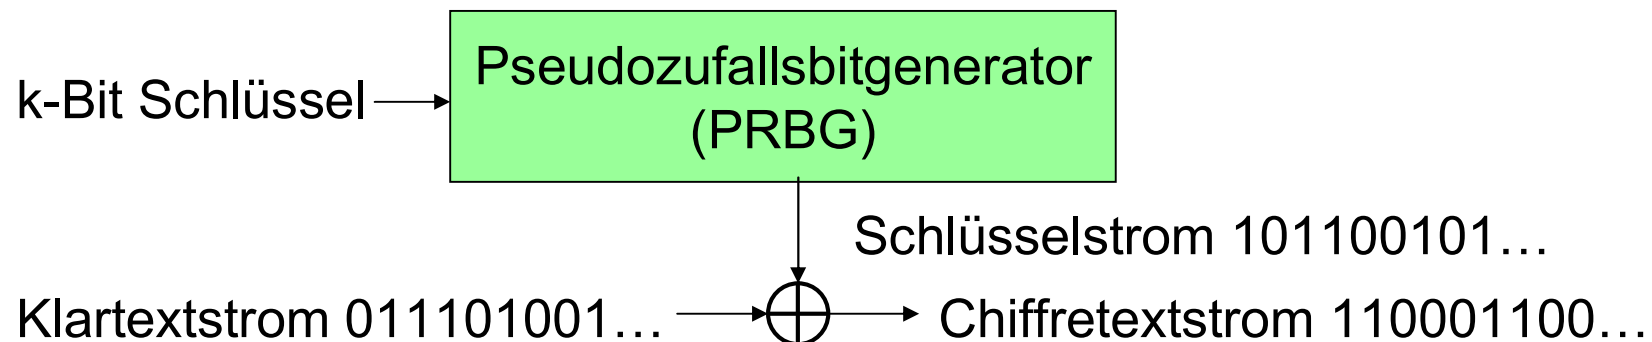 Pseudozufallsbitgenerator
(PRBG)
k-Bit Schlüssel
Schlüsselstrom 101100101…
Klartextstrom 011101001…
Chiffretextstrom 110001100…